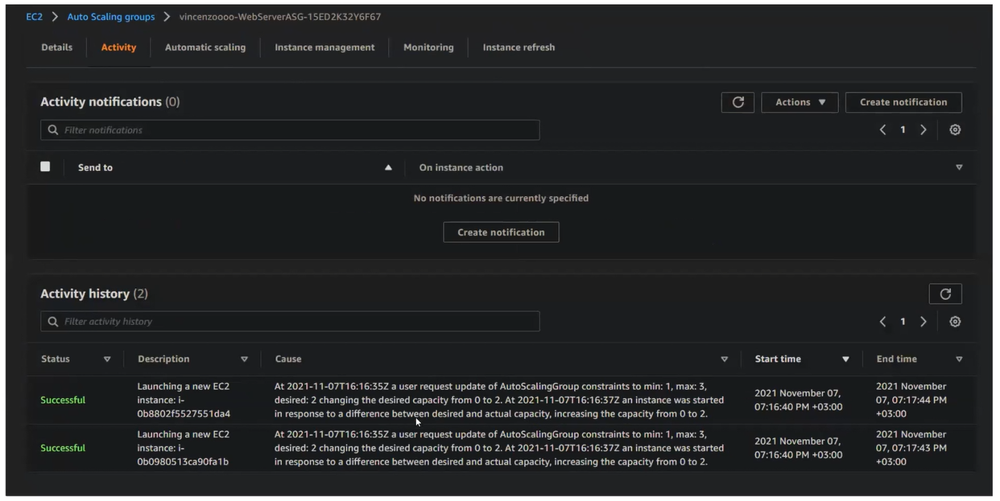 EC2 > Auto Scaling groups > vincenzoooo-WebServerASG-15ED2K32Y6F67
Details Activity Automatic scaling Instance management Monitoring Instance refresh
Activity notifications (0)
Actions Create notification
Filter notifications
1
Send to On instance action
No notifications are currently specified
Create notification
Activity history (2)
Filter activity history
1
Status Description Cause Start time End time
Launching a new EC2 At 2021-11-07T16:16:35Z a user request update of AutoScalingGroup constraints to min: 1, max: 3, 2021 November
Successful instance: i- desired: 2 changing the desired capacity from 0 to 2. At 2021-11-07T16:16:37Z an instance was started 2021 November 07, 07, 07:17:44 PM
0b8802f5527551da4 in response to a difference between desired and actual capacity, increasing the capacity from 0 to 2. 07:16:40 PM +03:00 +03:00
Launching a new EC2 At 2021-11-07T16:16:35Z a user request update of AutoScalingGroup constraints to min: 1, max: 3, 2021 November
Successful instance: i- desired: 2 changing the desired capacity from 0 to 2. At 2021-11-07T16:16:37Z an instance was started 2021 November 07, 07, 07:17:43 PM
0b0980513ca90fa1b in response to a difference between desired and actual capacity, increasing the capacity from 0 to 2. 07:16:40 PM +03:00 +03:00